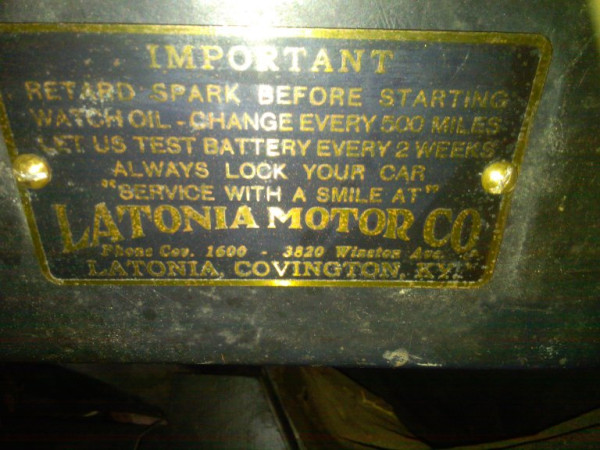 IMPORTANT
RETARD SPARK BEFORE STARTING
WATCH OIL - CHANGE EVERY 500 MILES
LET US TEST BATTERY EVERY 2 WEEKS
ALWAYS LOCK YOUR CAR
"SERVICE WITH A SMILE AT"
LATONIA MOTOR CO.
Phone Cov. 1600 - 3820 Winston Ave.
LATONIA, COVINGTON, KY.